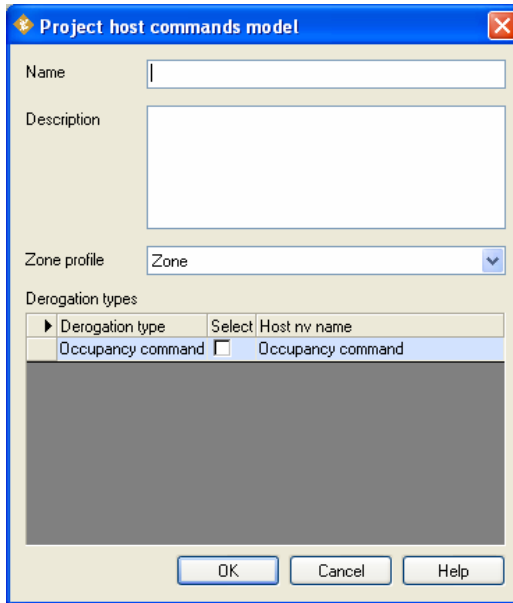 Project host commands model
Name
Description
Zone profile Zone
Derogation types
Derogation type Select Host nv name
Occupancy command Occupancy command
OK Cancel Help